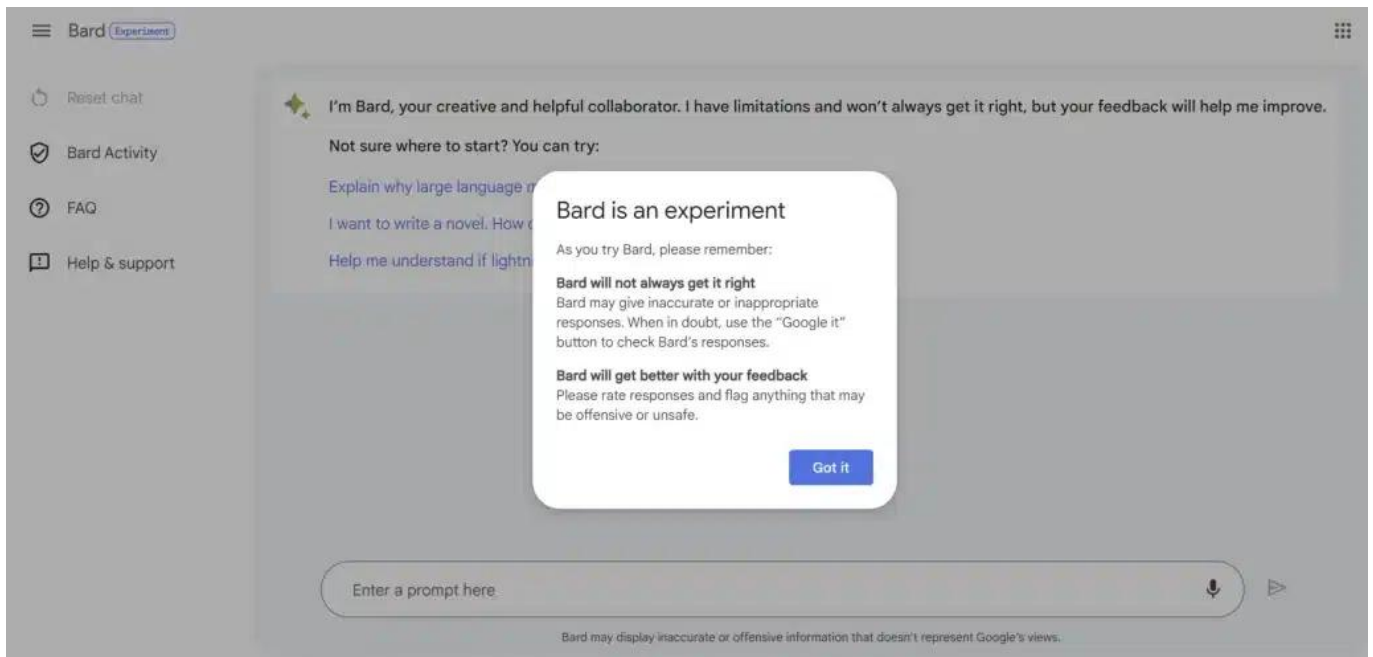 Bard Experiment
Reset chat
Bard Activity
FAQ
Help & support
I'm Bard, your creative and helpful collaborator. I have limitations and won't always get it right, but your feedback will help me improve.
Not sure where to start? You can try:
Explain why large language
I want to write a novel. How
Help me understand if
Bard is an experiment
As you try Bard, please remember:
Bard will not always get it right
Bard may give inaccurate or inappropriate
responses. When in doubt, use the "Google it"
button to check Bard's responses.
Bard will get better with your feedback
Please rate responses and flag anything that may
be offensive or unsafe.
Got it
Enter a prompt here
Bard may display inaccurate or offensive information that doesn't represent Google's views.